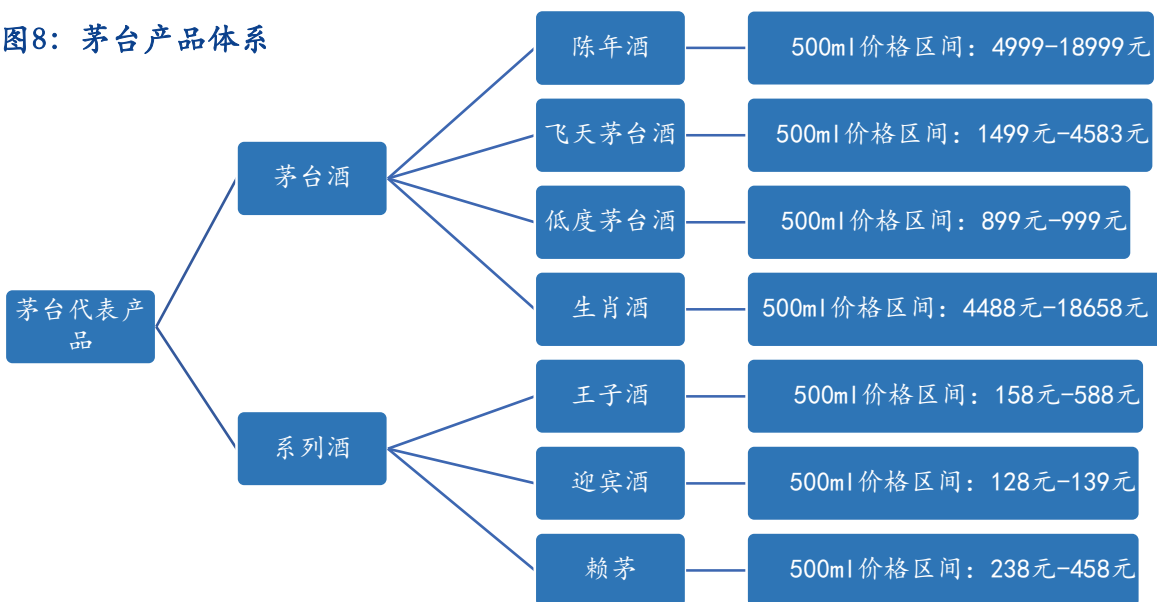 图8：茅台产品体系
陈年酒
500ml价格区间：4999-18999元
飞天茅台酒
500ml价格区间：1499元-4583元
茅台酒
低度茅台酒
500ml价格区间：899元-999元
生肖酒
500ml价格区间：4488元-18658元
茅台代表产
品
王子酒
500ml价格区间：158元-588元
系列酒
迎宾酒
500ml价格区间：128元-139元
赖茅
500ml价格区间：238元-458元